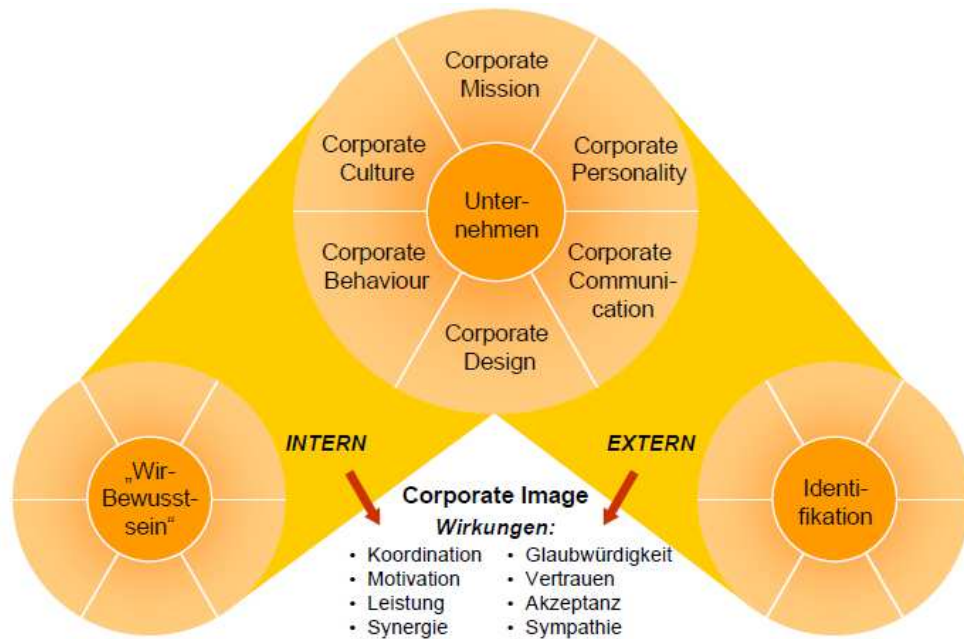 Corporate
Mission
Corporate
Culture
Corporate
Personality
Unter-
nehmen
Corporate
Behaviour
Corporate
Communi-
cation
Corporate
Design
INTERN
EXTERN
„Wir-
Bewusst-
sein“
Identi-
fikation
Corporate Image
Wirkungen:
• Koordination
• Motivation
• Leistung
• Synergie
• Glaubwürdigkeit
• Vertrauen
• Akzeptanz
• Sympathie